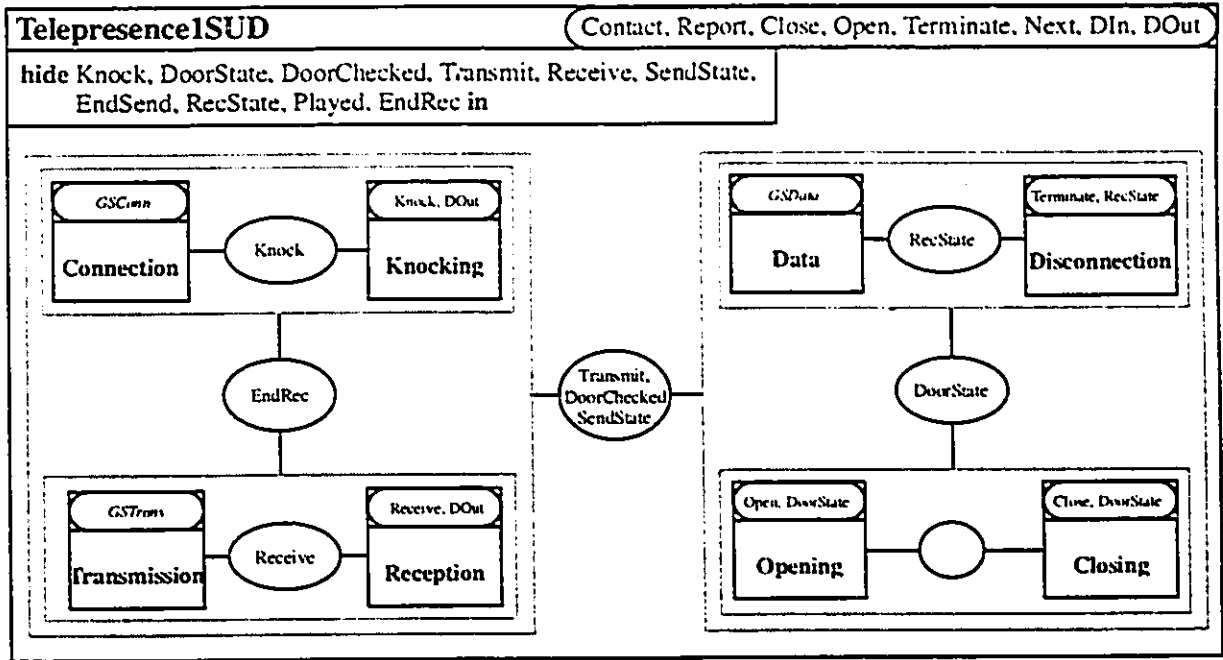 Telepresence1SUD
Contact, Report, Close, Open, Terminate, Next, DIn, DOut
hide Knock, DoorState, DoorChecked, Transmit, Receive, SendState,
EndSend, RecState, Played, EndRec in
GSConn
Knock
Knock, DOut
Connection
Knocking
GSData
RecState
Terminate, RecState
Data
Disconnection
EndRec
Transmit,
DoorChecked
SendState
DoorState
GSTrans
Receive
Receive, DOut
Transmission
Reception
Open, DoorState
Close, DoorState
Opening
Closing